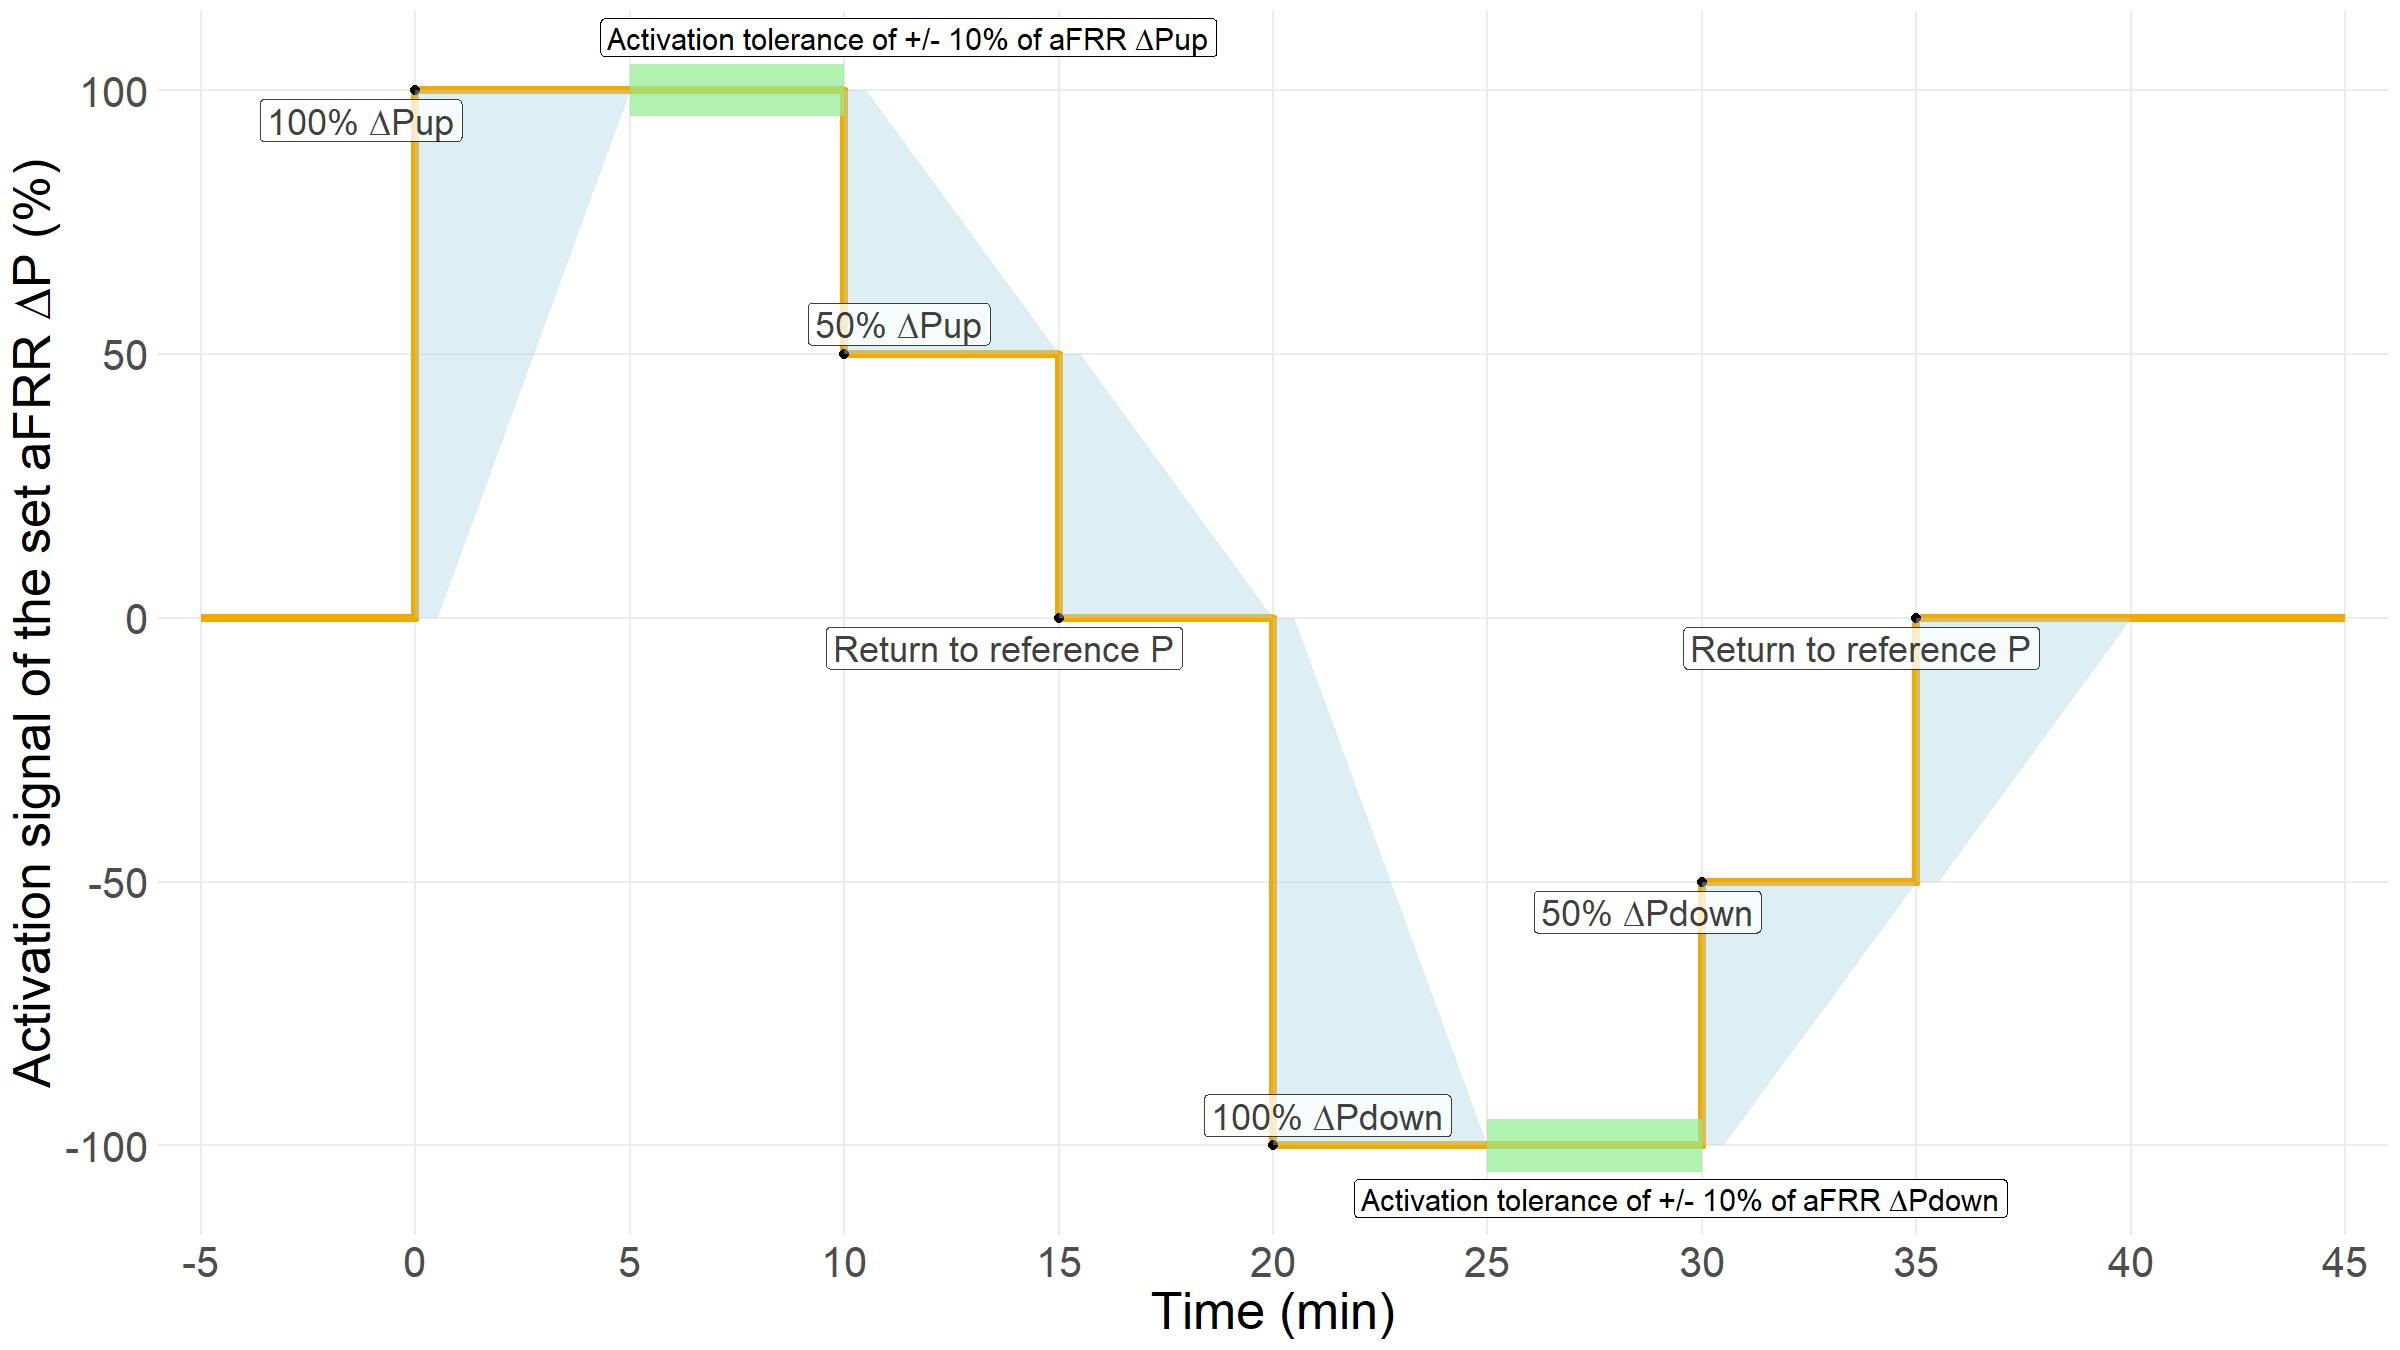 Activation tolerance of +/- 10% of aFRR ΔPup
100
100% ΔPup
50% ΔPup
50
0
Return to reference P
Return to reference P
-50
50% ΔPdown
100% ΔPdown
-100
Activation tolerance of +/- 10% of aFRR ΔPdown
-5 0 5 10 15 20 25 30 35 40 45
Time (min)
Activation signal of the set aFRR ΔP (%)